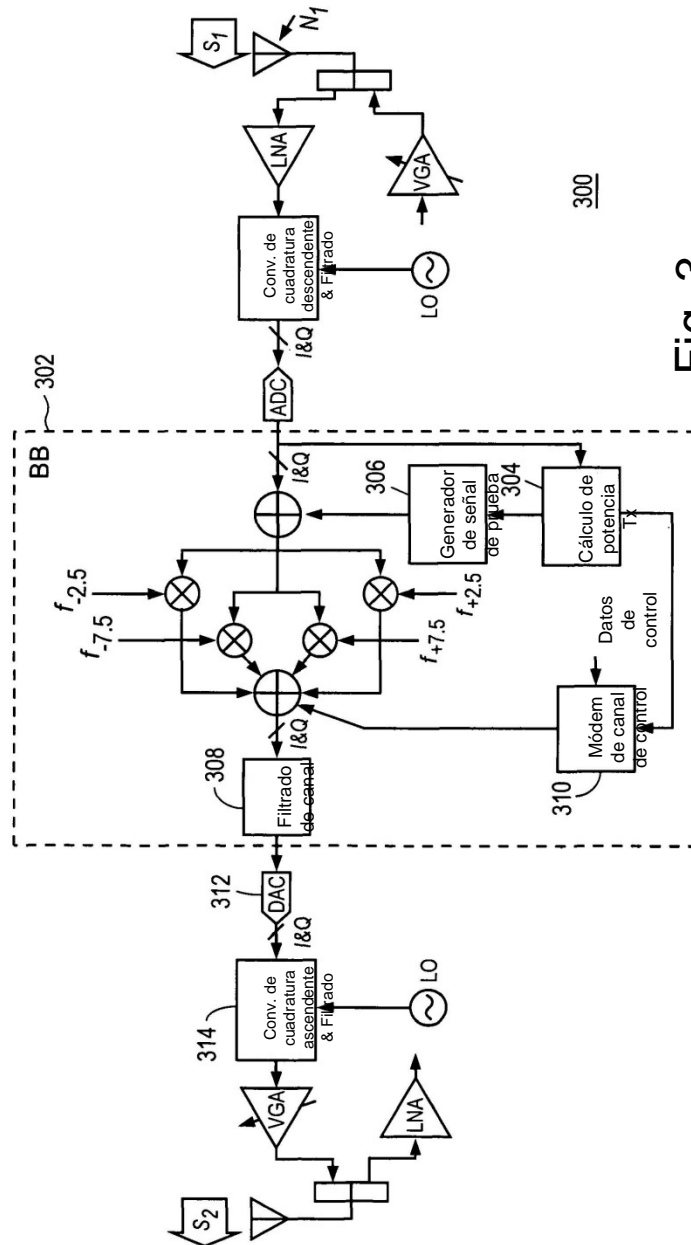 S₂
VGA
LNA
314
Conv. de
cuadratura
ascendente
& Filtrado
LO
312
DAC
I&Q
BB
302
308
Filtrado
de canal
I&Q
f-7.5
f-2.5
f+7.5
f+2.5
310
Módem
de canal
de control
Datos
de
control
306
Generador
de señal
de prueba
304
Cálculo de
potencia
Tx
I&Q
ADC
I&Q
Conv. de
cuadratura
descendente
& Filtrado
LO
LNA
VGA
S₁
N₁
300